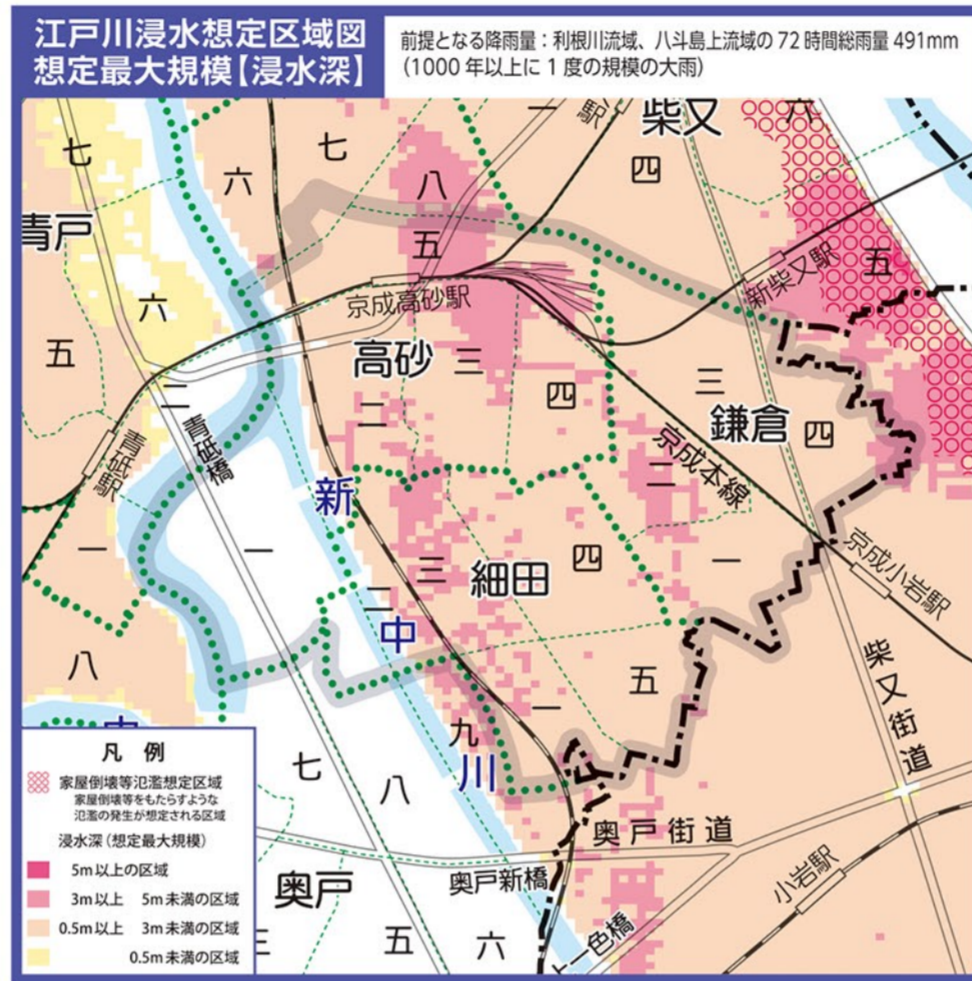 江戸川浸水想定区域図
想定最大規模【浸水深】
前提となる降雨量：利根川流域、八斗島上流域の72時間総雨量491mm
（1000年以上に1度の規模の大雨）
七
六
七
一
駅
柴又
六
四
八
青戸
五
新柴又駅
五
六
京成高砂駅
五
高砂
三
二
四
三
鎌倉
四
二
青砥橋
青砥駅
京成本線
二
新
一
一
三
細田
四
一
京成小岩駅
二
中
八
五
柴又街道
一
九
川
七
八
奥戸街道
奥戸新橋
奥戸
小岩駅
五
六
上一色橋
凡 例
家屋倒壊等氾濫想定区域
家屋倒壊等をもたらすような
氾濫の発生が想定される区域
浸水深（想定最大規模）
5m以上の区域
3m以上 5m未満の区域
0.5m以上 3m未満の区域
0.5m未満の区域